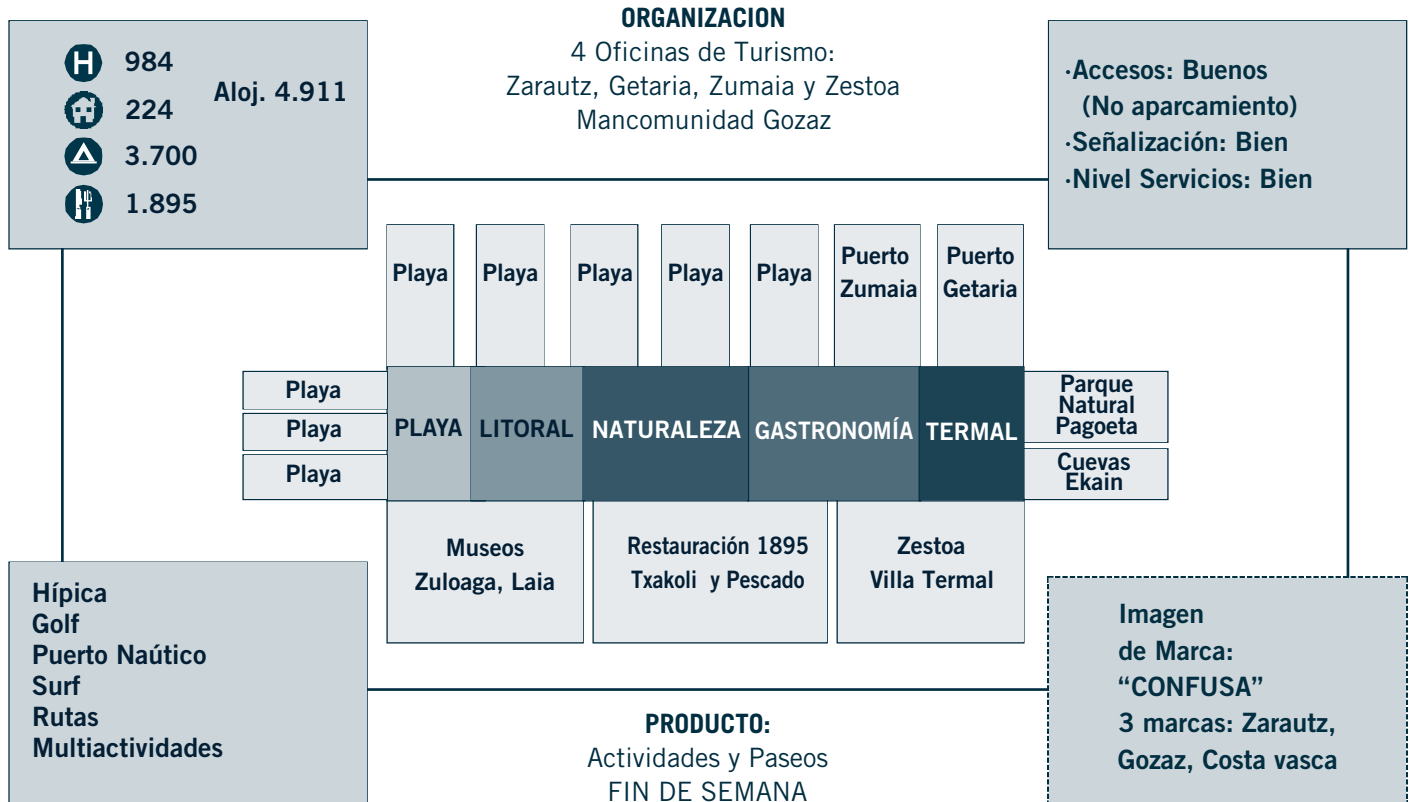 ORGANIZACION
4 Oficinas de Turismo:
Zarautz, Getaria, Zumaia y Zestoa
Mancomunidad Gozaz
H 984
224
3.700
1.895
Aloj. 4.911
·Accesos: Buenos
(No aparcamiento)
·Señalización: Bien
·Nivel Servicios: Bien
Playa
Playa
Playa
Playa
Playa
Puerto
Zumaia
Puerto
Getaria
Playa
Playa
Playa
PLAYA
LITORAL
NATURALEZA
GASTRONOMÍA
TERMAL
Parque
Natural
Pagoeta
Cuevas
Ekain
Museos
Zuloaga, Laia
Restauración 1895
Txakoli y Pescado
Zestoa
Villa Termal
Hípica
Golf
Puerto Naútico
Surf
Rutas
Multiactividades
PRODUCTO:
Actividades y Paseos
FIN DE SEMANA
Imagen
de Marca:
“CONFUSA”
3 marcas: Zarautz,
Gozaz, Costa vasca